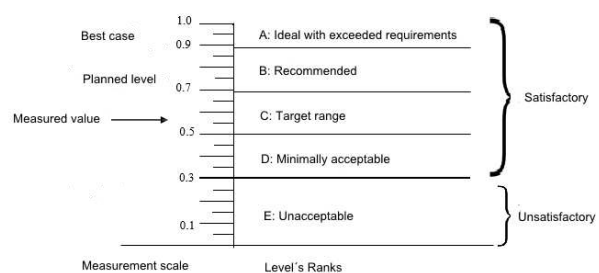 1.0
Best case
A: Ideal with exceeded requirements
0.9
Planned level
B: Recommended
0.7
Satisfactory
Measured value
C: Target range
0.5
D: Minimally acceptable
0.3
E: Unacceptable
Unsatisfactory
0.1
Measurement scale
Level´s Ranks